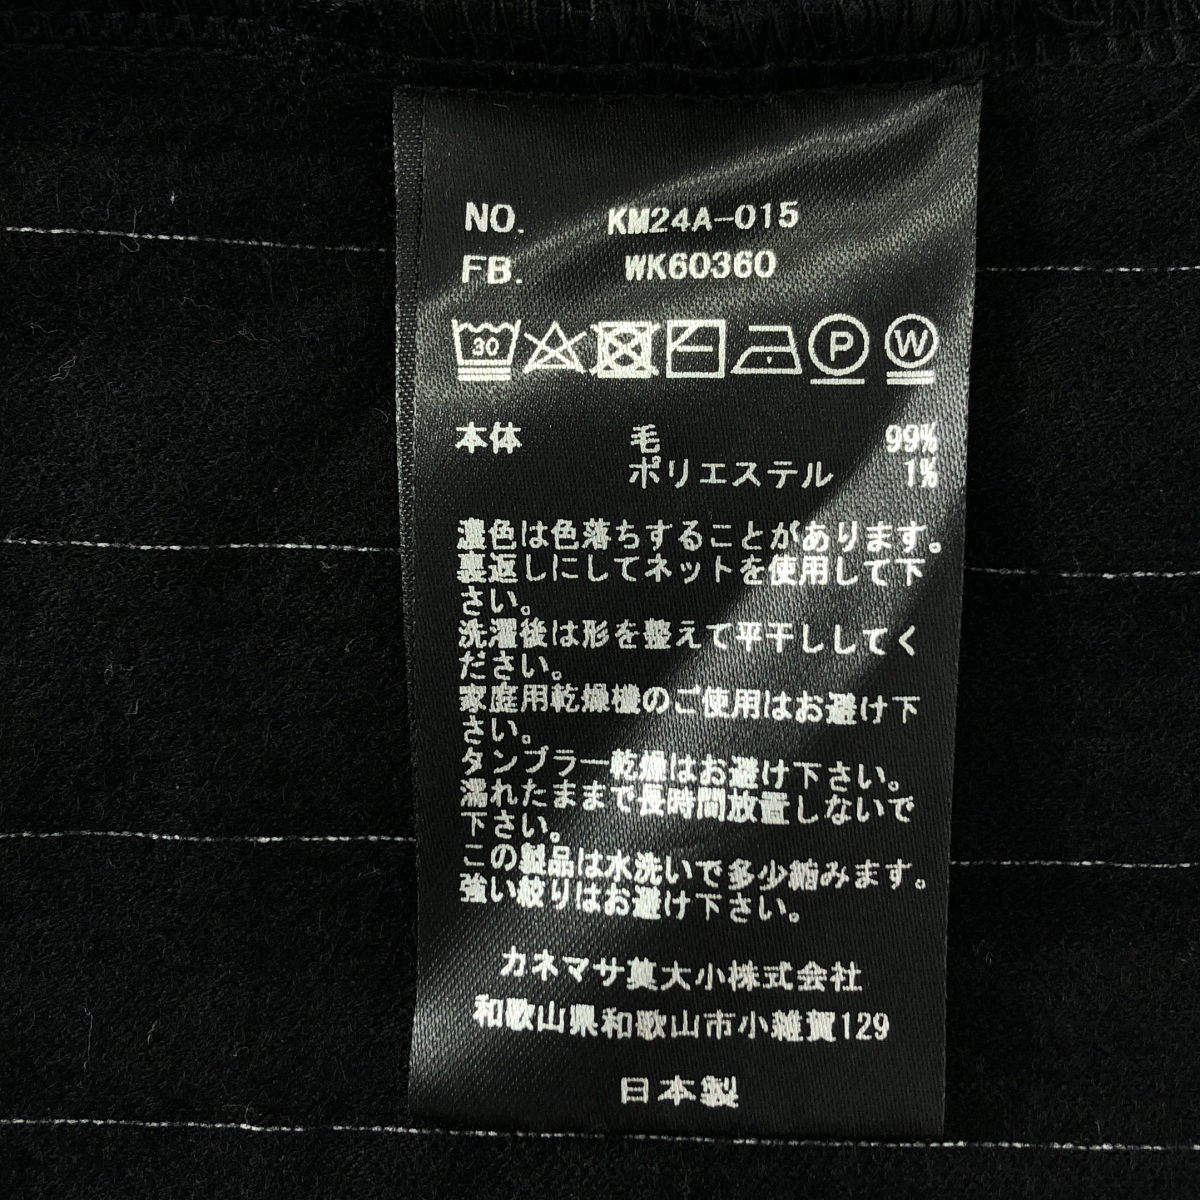 NO. KM24A-015
FB. WK60360
30 P W
本体 毛 99%
ポリエステル 1%
濃色は色落ちすることがあります。
裏返しにしてネットを使用して下
さい。
洗濯後は形を整えて平干ししてく
ださい。
家庭用乾燥機のご使用はお避け下
さい。
タンブラー乾燥はお避け下さい。
濡れたままで長時間放置しないで
下さい。
この製品は水洗いで多少縮みます。
強い絞りはお避け下さい。
カネマサ莫大小株式会社
和歌山県和歌山市小雑賀129
日本製